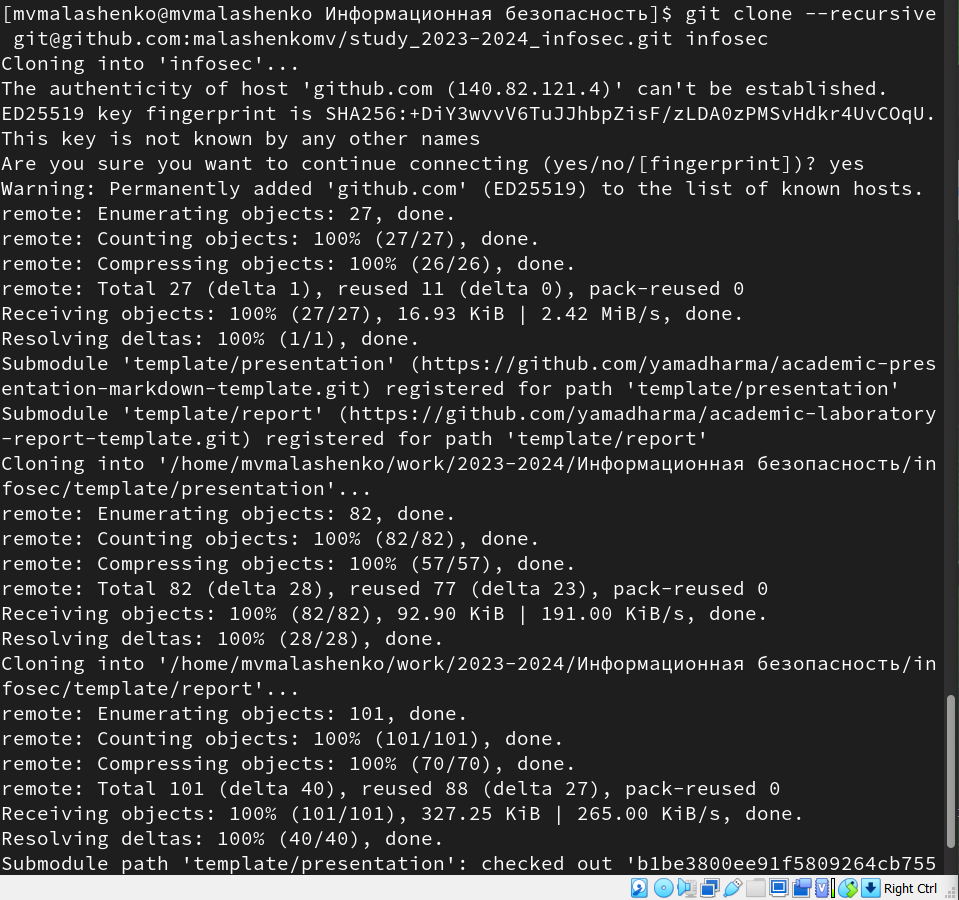 [mvmalashenko@mvmalashenko Информационная безопасность]$ git clone --recursive
 git@github.com:malashenkomv/study_2023-2024_infosec.git infosec
Cloning into 'infosec'...
The authenticity of host 'github.com (140.82.121.4)' can't be established.
ED25519 key fingerprint is SHA256:+DiY3wvvV6TuJJhbpZisF/zLDA0zPMSvHdkr4UvCOqU.
This key is not known by any other names
Are you sure you want to continue connecting (yes/no/[fingerprint])? yes
Warning: Permanently added 'github.com' (ED25519) to the list of known hosts.
remote: Enumerating objects: 27, done.
remote: Counting objects: 100% (27/27), done.
remote: Compressing objects: 100% (26/26), done.
remote: Total 27 (delta 1), reused 11 (delta 0), pack-reused 0
Receiving objects: 100% (27/27), 16.93 KiB | 2.42 MiB/s, done.
Resolving deltas: 100% (1/1), done.
Submodule 'template/presentation' (https://github.com/yamadharma/academic-pres
entation-markdown-template.git) registered for path 'template/presentation'
Submodule 'template/report' (https://github.com/yamadharma/academic-laboratory
-report-template.git) registered for path 'template/report'
Cloning into '/home/mvmalashenko/work/2023-2024/Информационная безопасность/in
fosec/template/presentation'...
remote: Enumerating objects: 82, done.
remote: Counting objects: 100% (82/82), done.
remote: Compressing objects: 100% (57/57), done.
remote: Total 82 (delta 28), reused 77 (delta 23), pack-reused 0
Receiving objects: 100% (82/82), 92.90 KiB | 191.00 KiB/s, done.
Resolving deltas: 100% (28/28), done.
Cloning into '/home/mvmalashenko/work/2023-2024/Информационная безопасность/in
fosec/template/report'...
remote: Enumerating objects: 101, done.
remote: Counting objects: 100% (101/101), done.
remote: Compressing objects: 100% (70/70), done.
remote: Total 101 (delta 40), reused 88 (delta 27), pack-reused 0
Receiving objects: 100% (101/101), 327.25 KiB | 265.00 KiB/s, done.
Resolving deltas: 100% (40/40), done.
Submodule path 'template/presentation': checked out 'b1be3800ee91f5809264cb755
Right Ctrl